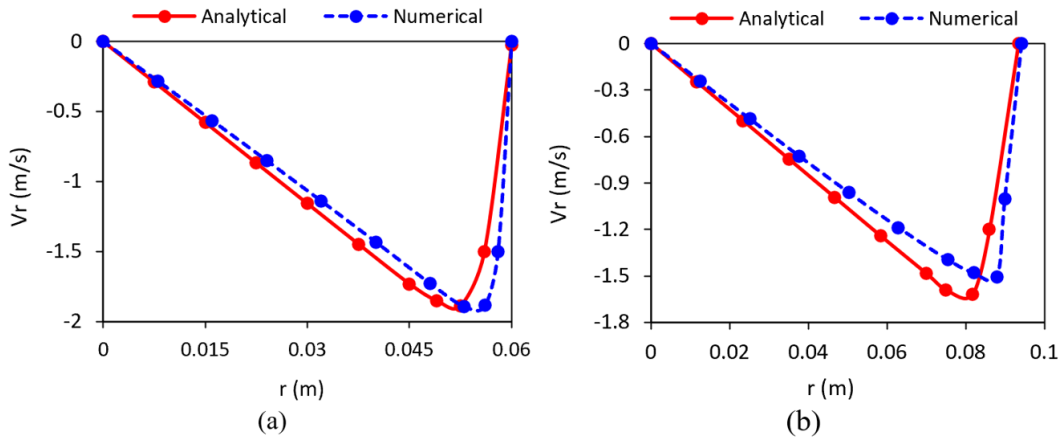 Analytical Numerical
0
-0.5
-1
-1.5
-2
Vr (m/s)
0 0.015 0.03 0.045 0.06
r (m)
(a)
Analytical Numerical
0
-0.3
-0.6
-0.9
-1.2
-1.5
-1.8
Vr (m/s)
0 0.02 0.04 0.06 0.08 0.1
r (m)
(b)